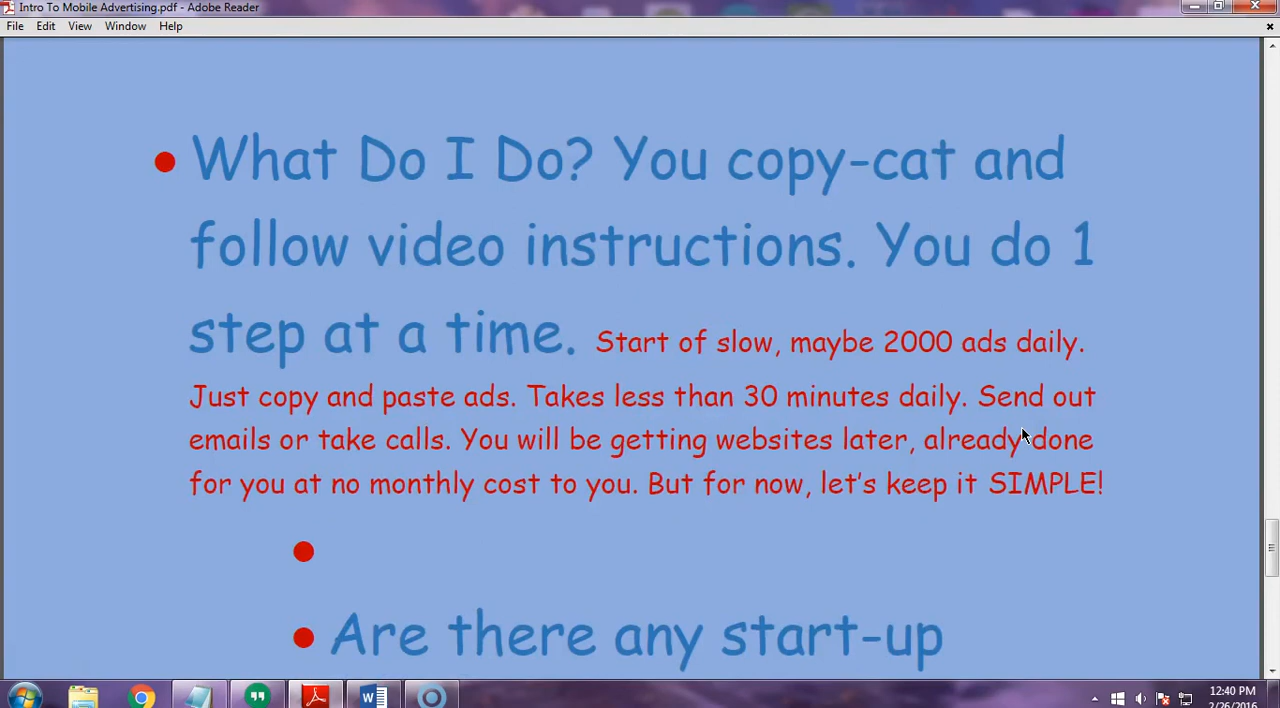 Intro To Mobile Advertising.pdf - Adobe Reader
File Edit View Window Help
What Do I Do? You copy-cat and
follow video instructions. You do 1
step at a time. Start of slow, maybe 2000 ads daily.
Just copy and paste ads. Takes less than 30 minutes daily. Send out
emails or take calls. You will be getting websites later, already done
for you at no monthly cost to you. But for now, let's keep it SIMPLE!
Are there any start-up
12:40 PM
2/26/2016